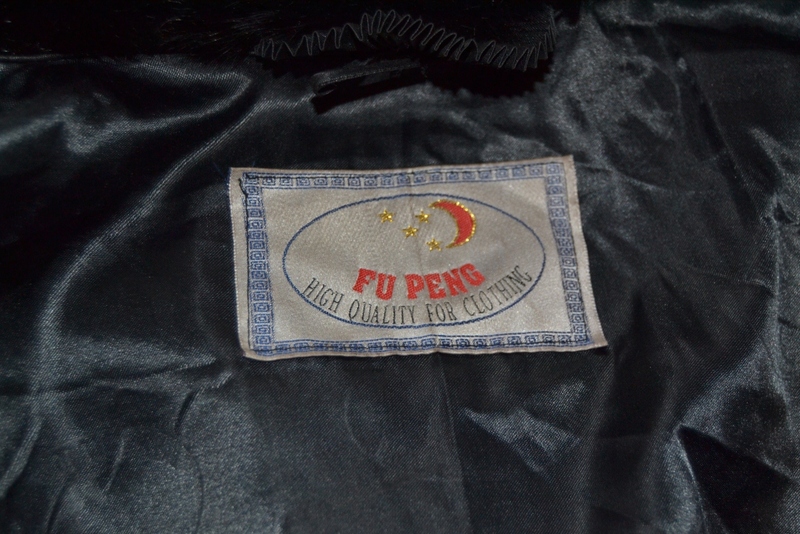 FU PENG
HIGH QUALITY FOR CLOTHING